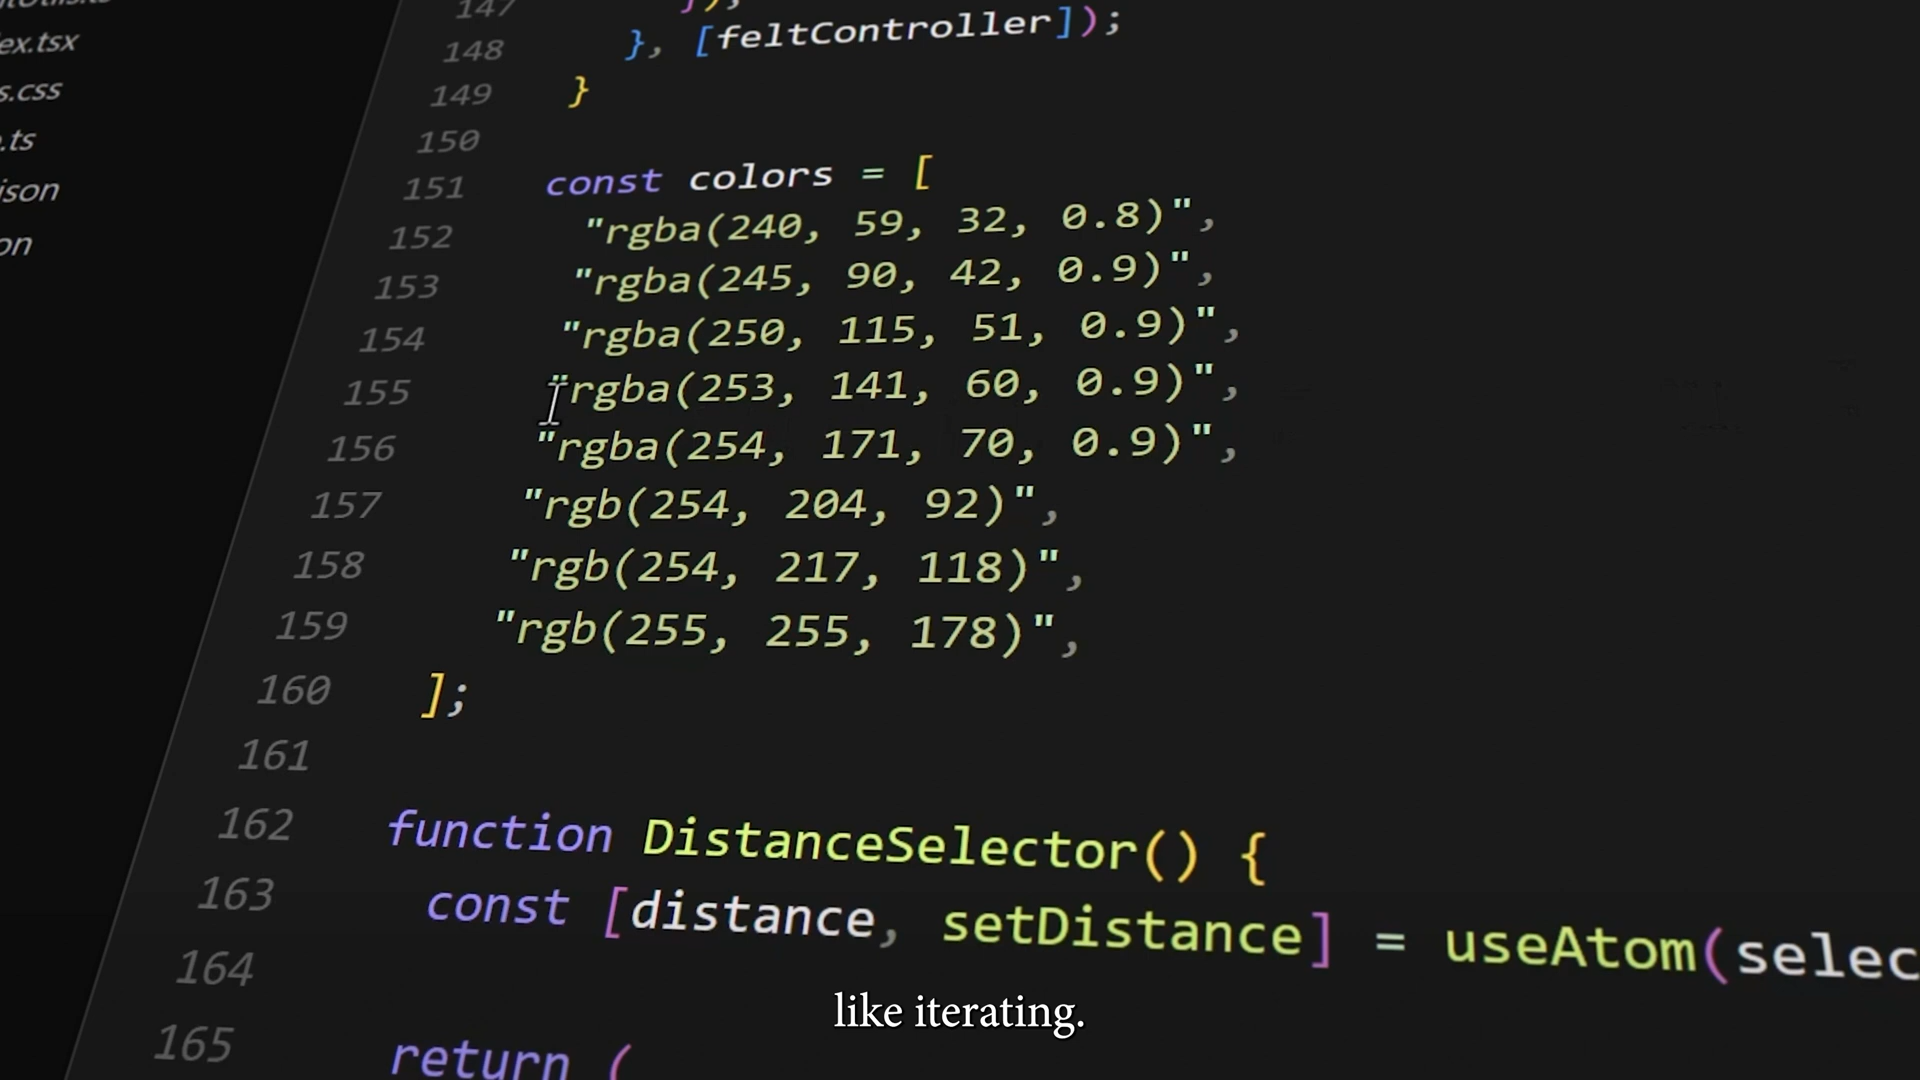 ex.tsx
s.css
.ts
ison
on
147 });
148 }, [feltController]);
149 }
150
151 const colors = [
152 "rgba(240, 59, 32, 0.8)",
153 "rgba(245, 90, 42, 0.9)",
154 "rgba(250, 115, 51, 0.9)",
155 "rgba(253, 141, 60, 0.9)",
156 "rgba(254, 171, 70, 0.9)",
157 "rgb(254, 204, 92)",
158 "rgb(254, 217, 118)",
159 "rgb(255, 255, 178)",
160 ];
161
162 function DistanceSelector() {
163 const [distance, setDistance] = useAtom(selec
164
165 return (
like iterating.